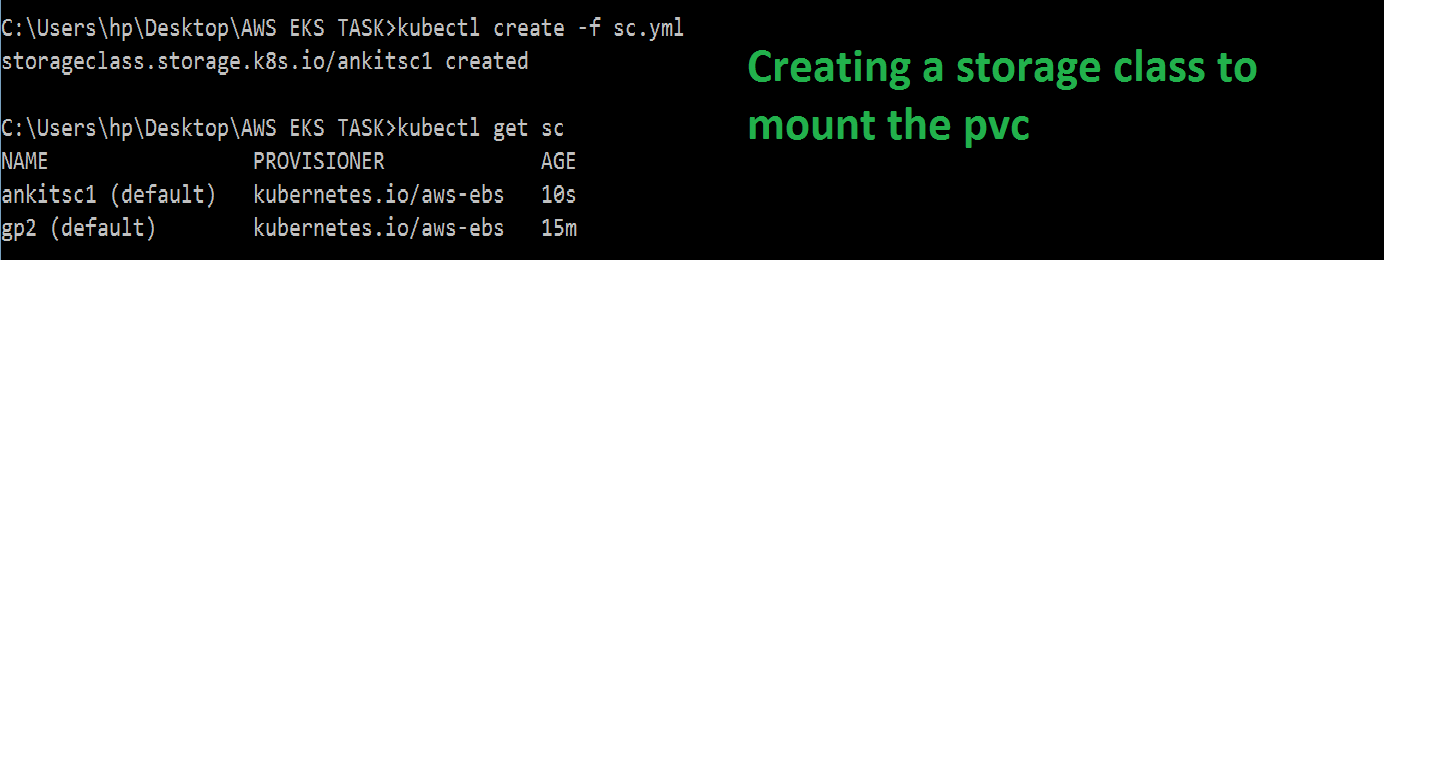 C:\Users\hp\Desktop\AWS EKS TASK>kubectl create -f sc.yml
storageclass.storage.k8s.io/ankitsc1 created
C:\Users\hp\Desktop\AWS EKS TASK>kubectl get sc
NAME                 PROVISIONER             AGE
ankitsc1 (default)   kubernetes.io/aws-ebs   10s
gp2 (default)        kubernetes.io/aws-ebs   15m
Creating a storage class to
mount the pvc